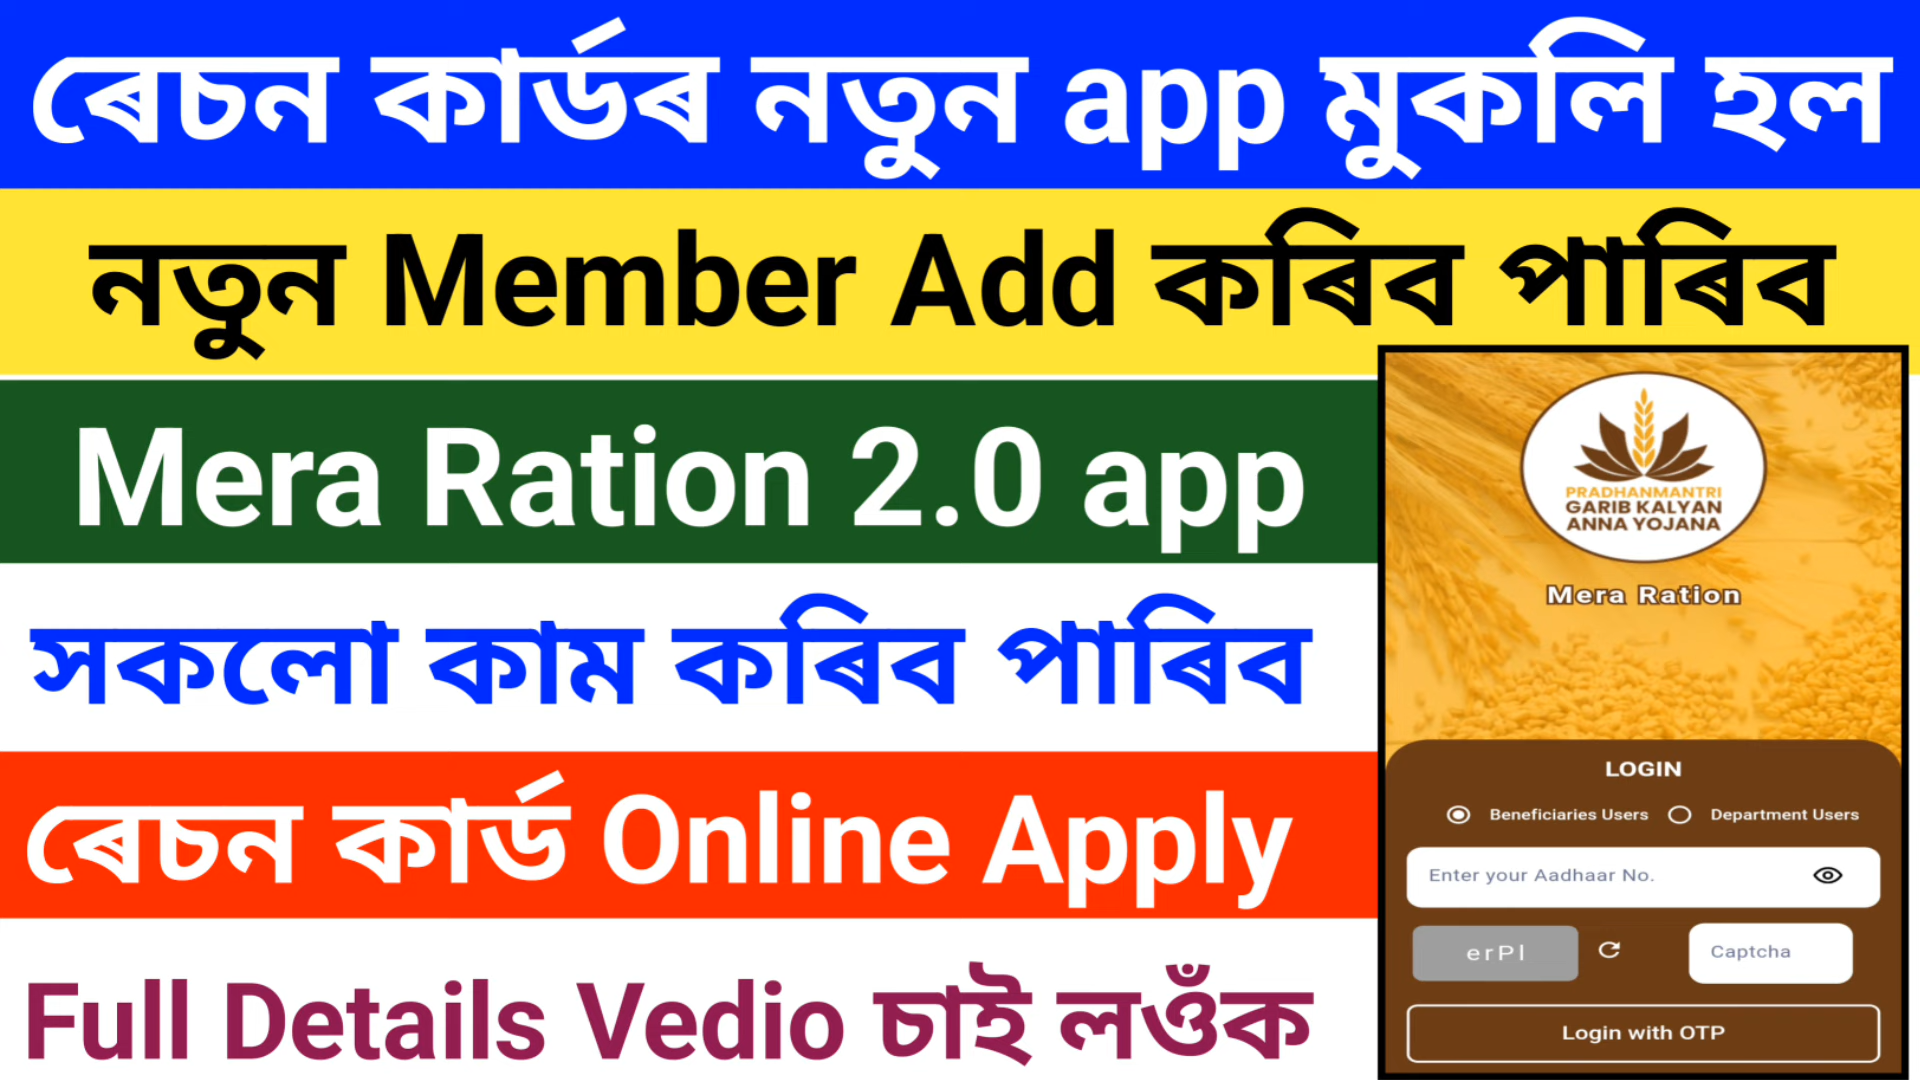 ৰেচন কাৰ্ডৰ নতুন app মুকলি হল
নতুন Member Add কৰিব পাৰিব
Mera Ration 2.0 app
সকলো কাম কৰিব পাৰিব
ৰেচন কাৰ্ড Online Apply
Full Details Vedio চাই লওঁক
PRADHANMANTRI
GARIB KALYAN
ANNA YOJANA
Mera Ration
LOGIN
Beneficiaries Users Department Users
Enter your Aadhaar No.
erPl Captcha
Login with OTP